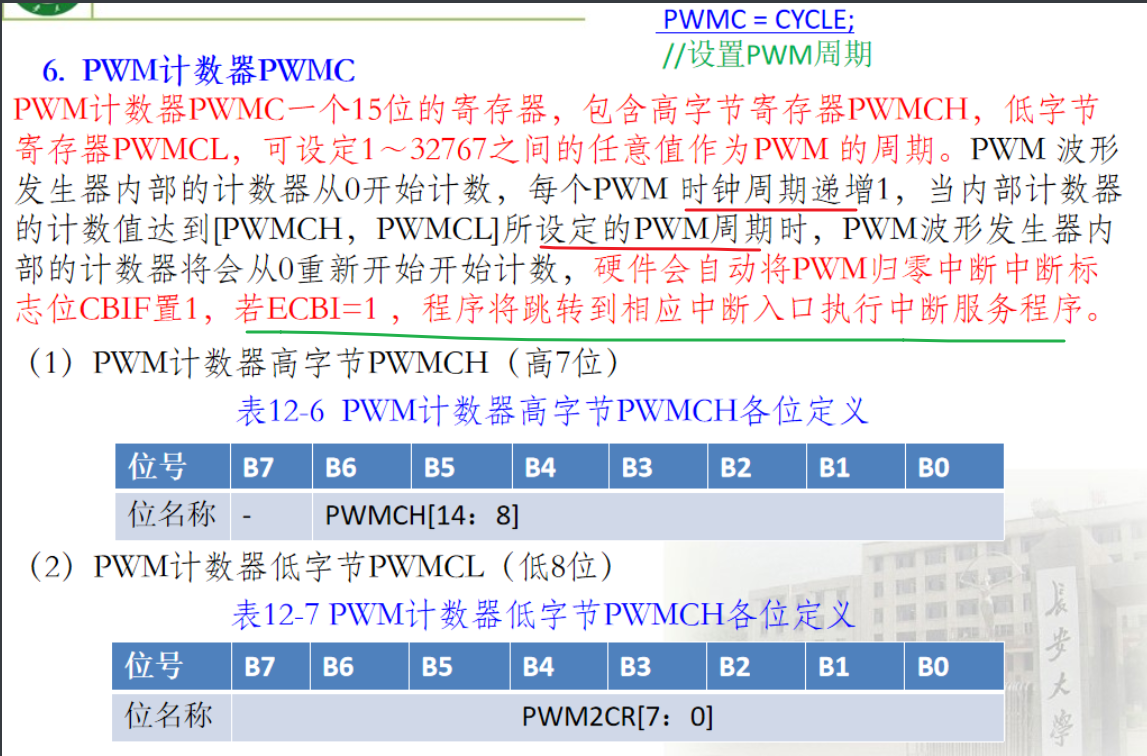 PWMC = CYCLE;
//设置PWM周期
6. PWM计数器PWMC
PWM计数器PWMC一个15位的寄存器，包含高字节寄存器PWMCH，低字节
寄存器PWMCL，可设定1～32767之间的任意值作为PWM 的周期。PWM 波形
发生器内部的计数器从0开始计数，每个PWM 时钟周期递增1，当内部计数器
的计数值达到[PWMCH，PWMCL]所设定的PWM周期时，PWM波形发生器内
部的计数器将会从0重新开始开始计数，硬件会自动将PWM归零中断中断标
志位CBIF置1，若ECBI=1 ，程序将跳转到相应中断入口执行中断服务程序。
（1）PWM计数器高字节PWMCH（高7位）
表12-6 PWM计数器高字节PWMCH各位定义
位号 B7 B6 B5 B4 B3 B2 B1 B0
位名称 - PWMCH[14：8]
（2）PWM计数器低字节PWMCL（低8位）
表12-7 PWM计数器低字节PWMCH各位定义
位号 B7 B6 B5 B4 B3 B2 B1 B0
位名称 PWM2CR[7：0]
长安大学